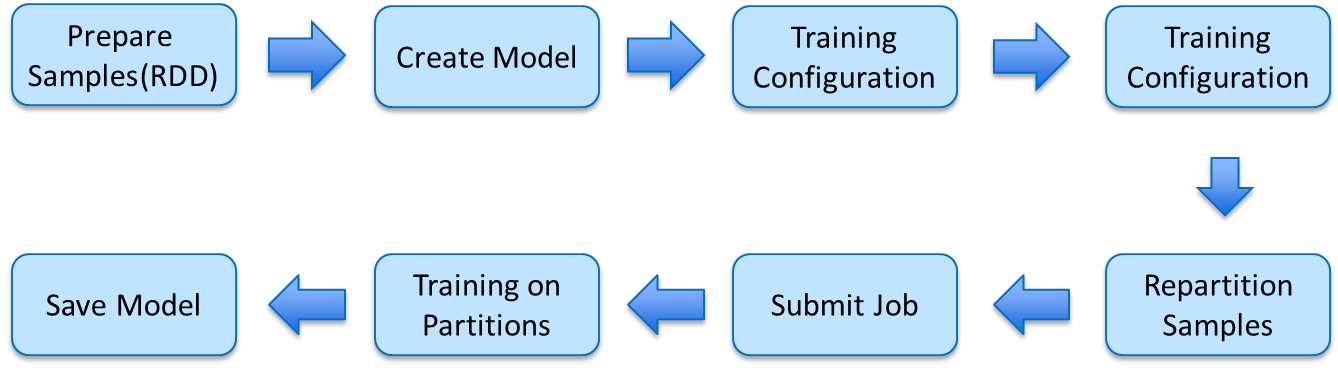 Prepare
Samples(RDD)
Create Model
Training
Configuration
Training
Configuration
Repartition
Samples
Submit Job
Training on
Partitions
Save Model